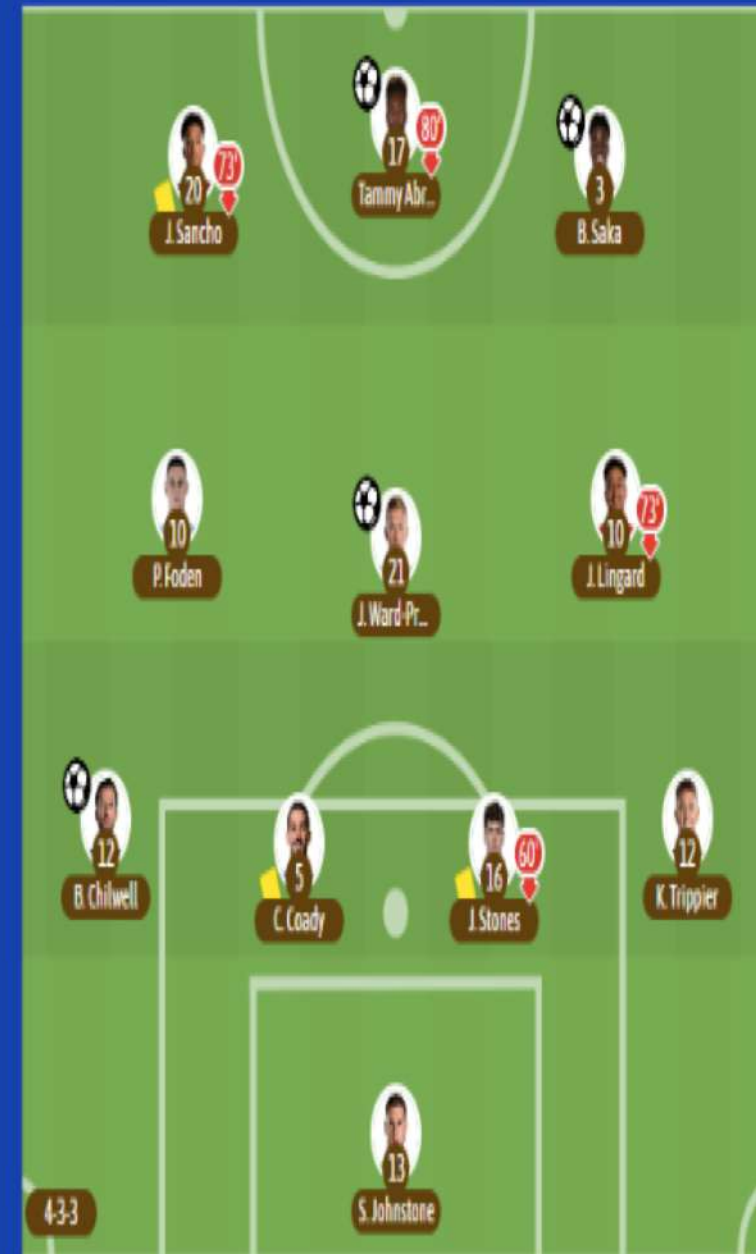 80'
17
Tammy Abr...
73'
20
J. Sancho
3
B. Saka
10
P. Foden
21
J. Ward-Pr...
73'
10
J. Lingard
12
B. Chilwell
5
C. Coady
60'
16
J. Stones
12
K. Trippier
13
S. Johnstone
4-3-3